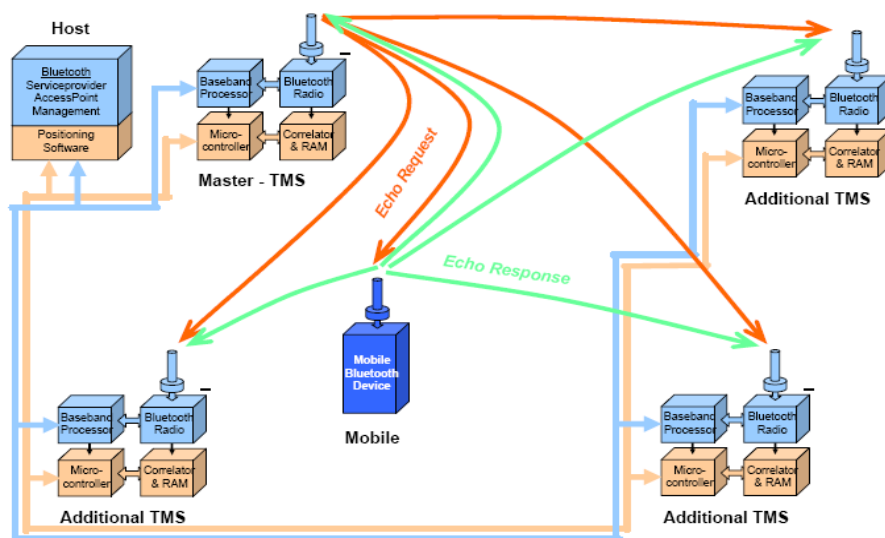 Host
Bluetooth
Serviceprovider
AccessPoint
Management
Positioning
Software
Baseband
Processor
Bluetooth
Radio
Micro-
controller
Correlator
& RAM
Master - TMS
Baseband
Processor
Bluetooth
Radio
Micro-
controller
Correlator
& RAM
Additional TMS
Echo Request
Echo Response
Mobile
Bluetooth
Device
Mobile
Baseband
Processor
Bluetooth
Radio
Micro-
controller
Correlator
& RAM
Additional TMS
Baseband
Processor
Bluetooth
Radio
Micro-
controller
Correlator
& RAM
Additional TMS